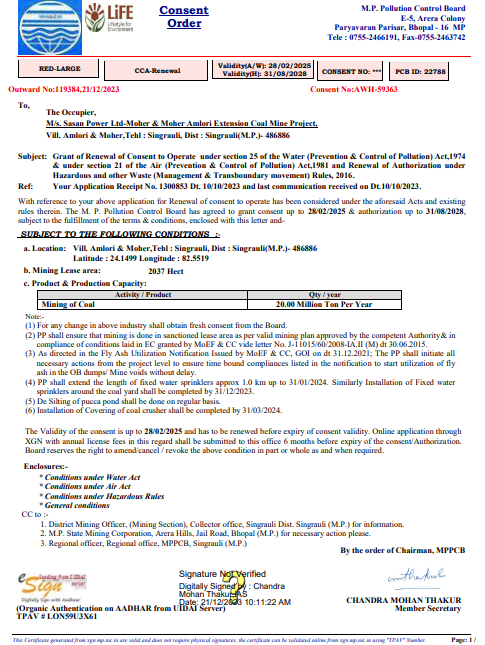 LiFE
Lifestyle for
Environment
Consent
Order
M.P. Pollution Control Board
E-5, Arera Colony
Paryavaran Parisar, Bhopal - 16 MP
Tele : 0755-2466191, Fax-0755-2463742
RED-LARGE
CCA-Renewal
Validity(A/W): 28/02/2025
Validity(H): 31/08/2028
CONSENT NO: ***
PCB ID: 22788
Outward No:119384,21/12/2023
Consent No:AWH-59363
To,
The Occupier,
M/s. Sasan Power Ltd-Moher & Moher Amlori Extension Coal Mine Project,
Vill. Amlori & Moher,Tehl : Singrauli, Dist : Singrauli(M.P.)- 486886
Subject: Grant of Renewal of Consent to Operate under section 25 of the Water (Prevention & Control of Pollution) Act,1974
& under section 21 of the Air (Prevention & Control of Pollution) Act,1981 and Renewal of Authorization under
Hazardous and other Waste (Management & Transboundary movement) Rules, 2016.
Ref: Your Application Receipt No. 1300853 Dt. 10/10/2023 and last communication received on Dt.10/10/2023.
With reference to your above application for Renewal of consent to operate has been considered under the aforesaid Acts and existing
rules therein. The M. P. Pollution Control Board has agreed to grant consent up to 28/02/2025 & authorization up to 31/08/2028,
subject to the fulfillment of the terms & conditions, enclosed with this letter and-
SUBJECT TO THE FOLLOWING CONDITIONS :-
a. Location: Vill. Amlori & Moher,Tehl : Singrauli, Dist : Singrauli(M.P.)- 486886
Latitude : 24.1499 Longitude : 82.5519
b. Mining Lease area: 2037 Hect
c. Product & Production Capacity:
Activity / Product Qty / year
Mining of Coal 20.00 Million Ton Per Year
Note:-
(1) For any change in above industry shall obtain fresh consent from the Board.
(2) PP shall ensure that mining is done in sanctioned lease area as per valid mining plan approved by the competent Authority& in
compliance of conditions laid in EC granted by MoEF & CC vide letter No. J-11015/60/2008-IA.II (M) dt 30.06.2015.
(3) As directed in the Fly Ash Utilization Notification Issued by MoEF & CC, GOI on dt 31.12.2021; The PP shall initiate all
necessary actions from the project level to ensure time bound compliances listed in the notification to start utilization of fly
ash in the OB dumps/ Mine voids without delay.
(4) PP shall extend the length of fixed water sprinklers approx 1.0 km up to 31/01/2024. Similarly Installation of Fixed water
sprinklers around the coal yard shall be completed by 31/12/2023.
(5) De Silting of pucca pond shall be done on regular basis.
(6) Installation of Covering of coal crusher shall be completed by 31/03/2024.
The Validity of the consent is up to 28/02/2025 and has to be renewed before expiry of consent validity. Online application through
XGN with annual license fees in this regard shall be submitted to this office 6 months before expiry of the consent/Authorization.
Board reserves the right to amend/cancel / revoke the above condition in part or whole as and when required.
Enclosures:-
* Conditions under Water Act
* Conditions under Air Act
* Conditions under Hazardous Rules
* General conditions
CC to :-
1. District Mining Officer, (Mining Section), Collector office, Singrauli Dist. Singrauli (M.P.) for information.
2. M.P. State Mining Corporation, Arera Hills, Jail Road, Bhopal (M.P.) for necessary action please.
3. Regional officer, Regional office, MPPCB, Singrauli (M.P.)
By the order of Chairman, MPPCB
eSign
Digitally Sign with Aadhaar
Signature Not Verified
Digitally Signed by : Chandra
Mohan Thakur,IAS
Date: 21/12/2023 10:11:22 AM
(Organic Authentication on AADHAR from UIDAI Server)
TPAV # LON59U3X61
CHANDRA MOHAN THAKUR
Member Secretary
This Certificate generated from xgn.mp.nic.in are valid and does not require physical signatures, the certificate can be validated online from xgn.mp.nic.in using "TPAV" Number.
Page: 1 /